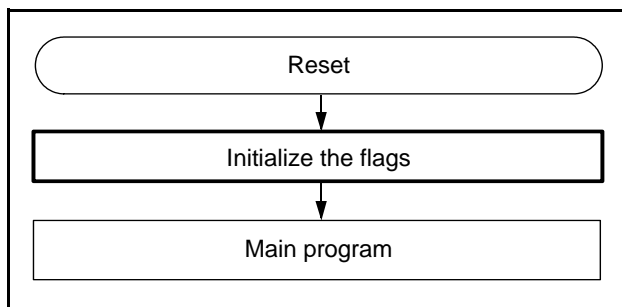 Reset
Initialize the flags
Main program